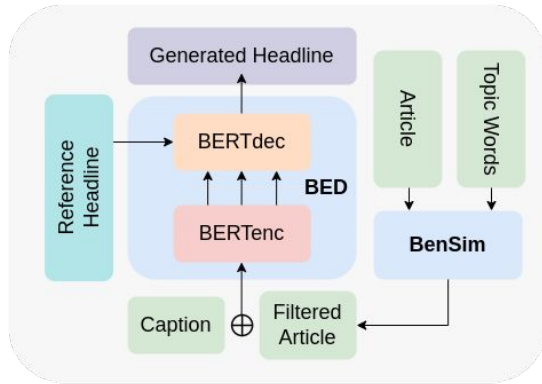 Generated Headline
Article
Topic Words
Reference
Headline
BERTdec
BED
BERTenc
BenSim
Caption
⊕
Filtered
Article